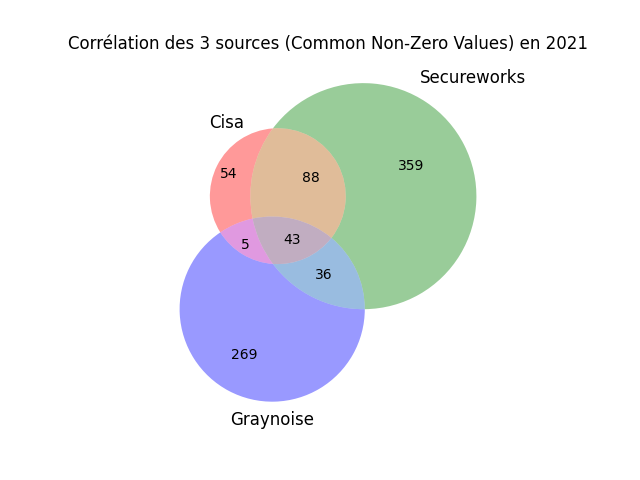 Corrélation des 3 sources (Common Non-Zero Values) en 2021
Secureworks
Cisa
359
54
88
43
5
36
269
Graynoise